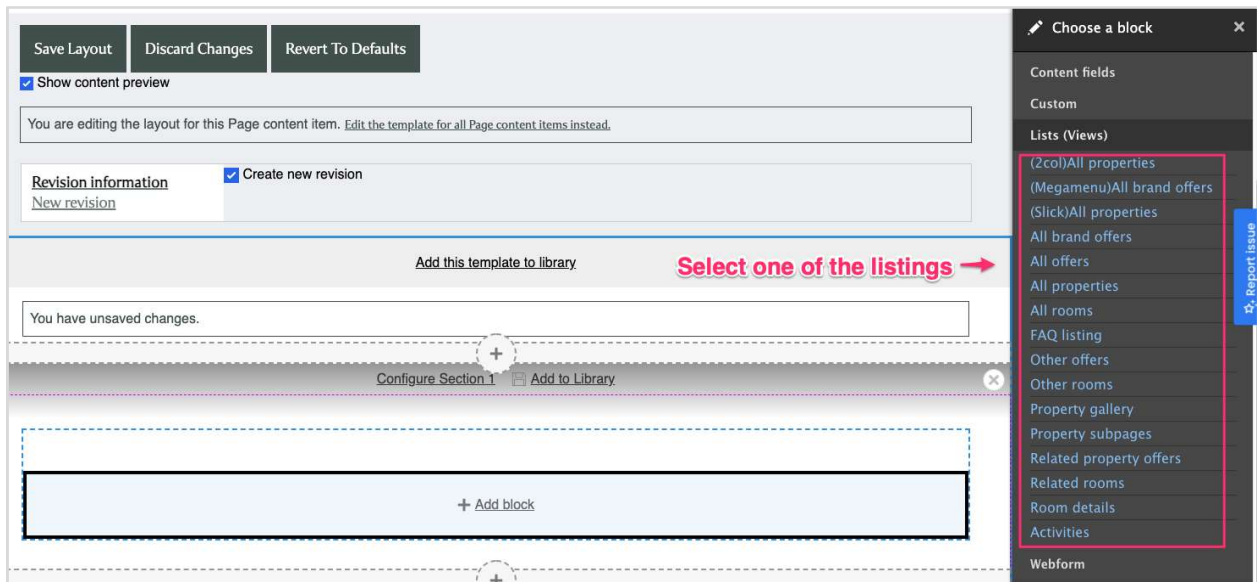 Save Layout
Discard Changes
Revert To Defaults
Show content preview
You are editing the layout for this Page content item. Edit the template for all Page content items instead.
Revision information
New revision
Create new revision
Add this template to library
Select one of the listings
You have unsaved changes.
Configure Section 1
Add to Library
Add block
Choose a block
Content fields
Custom
Lists (Views)
(2col)All properties
(Megamenu)All brand offers
(Slick)All properties
All brand offers
All offers
All properties
All rooms
FAQ listing
Other offers
Other rooms
Property gallery
Property subpages
Related property offers
Related rooms
Room details
Activities
Webform
Report issue